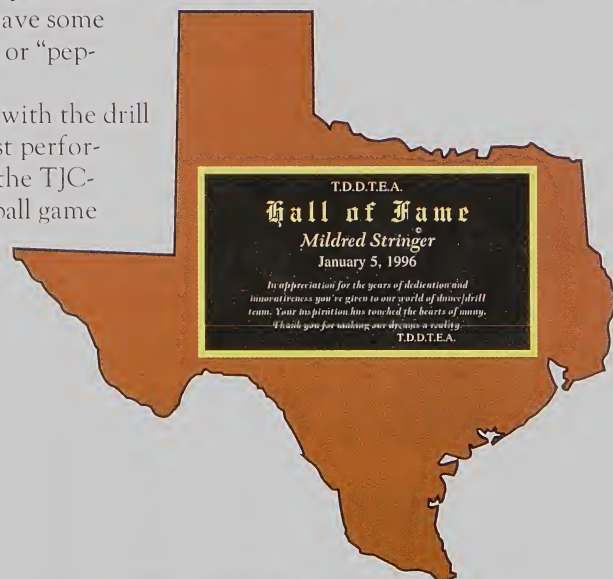 ave some
or “pep-
with the drill
st perfor-
the TJC-
ball game
T.D.D.T.E.A.
Hall of Fame
Mildred Stringer
January 5, 1996
In appreciation for the years of dedication and
innovativeness you're given to our world of dance/drill
team. Your inspiration has touched the hearts of many.
Thank you for making our dreams a reality.
T.D.D.T.E.A.